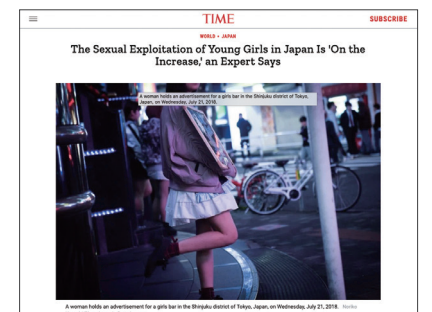 TIME
SUBSCRIBE
WORLD • JAPAN
The Sexual Exploitation of Young Girls in Japan Is 'On the
Increase,' an Expert Says
A woman holds an advertisement for a girls bar in the Shinjuku district of Tokyo,
Japan, on Wednesday, July 21, 2018.
A woman holds an advertisement for a girls bar in the Shinjuku district of Tokyo, Japan, on Wednesday, July 21, 2018. Noriko